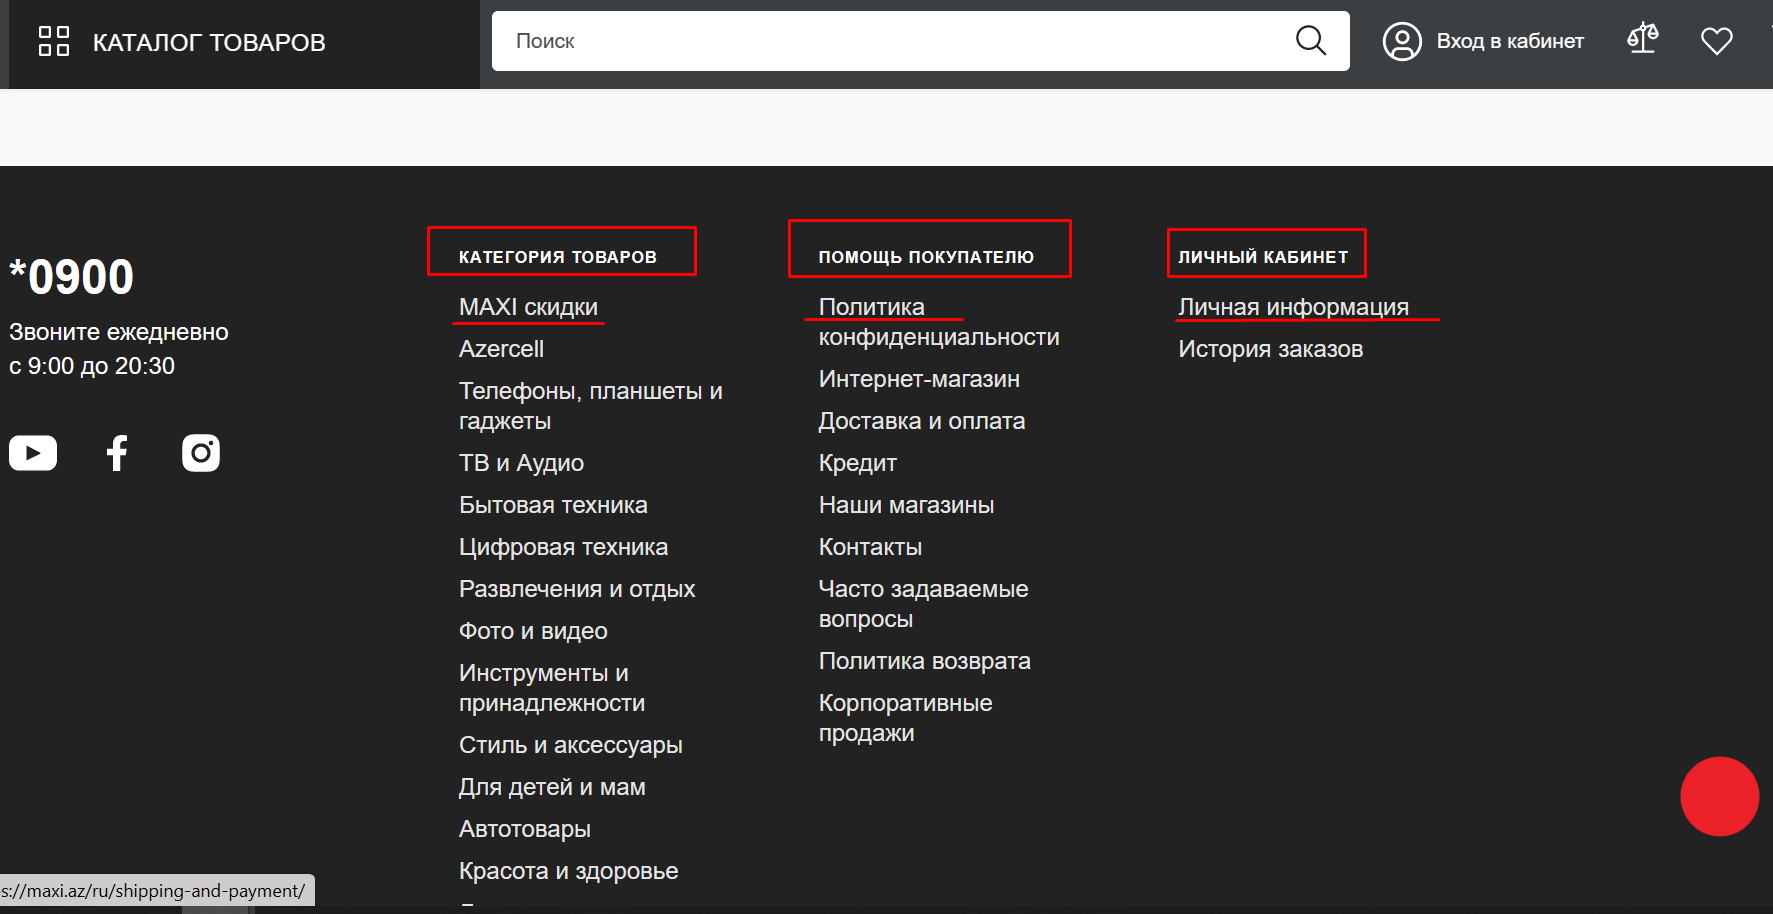 КАТАЛОГ ТОВАРОВ
Поиск
Вход в кабинет
*0900
Звоните ежедневно
с 9:00 до 20:30
КАТЕГОРИЯ ТОВАРОВ
MAXI скидки
Azercell
Телефоны, планшеты и
гаджеты
ТВ и Аудио
Бытовая техника
Цифровая техника
Развлечения и отдых
Фото и видео
Инструменты и
принадлежности
Стиль и аксессуары
Для детей и мам
Автотовары
Красота и здоровье
ПОМОЩЬ ПОКУПАТЕЛЮ
Политика
конфиденциальности
Интернет-магазин
Доставка и оплата
Кредит
Наши магазины
Контакты
Часто задаваемые
вопросы
Политика возврата
Корпоративные
продажи
ЛИЧНЫЙ КАБИНЕТ
Личная информация
История заказов
s://maxi.az/ru/shipping-and-payment/